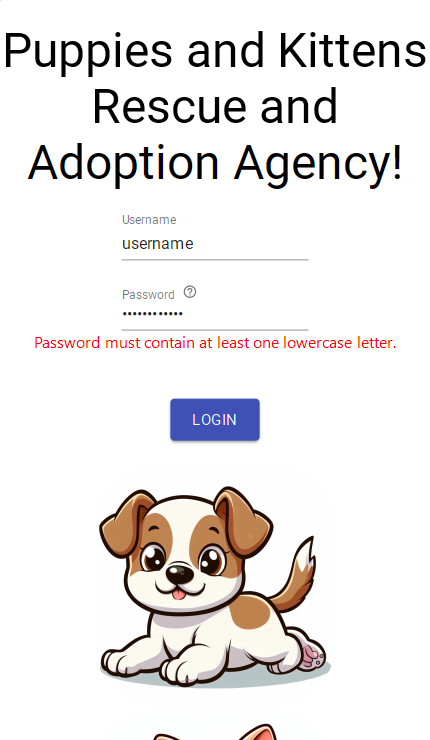 Puppies and Kittens
Rescue and
Adoption Agency!
Username
username
Password ?
••••••••••••
Password must contain at least one lowercase letter.
LOGIN